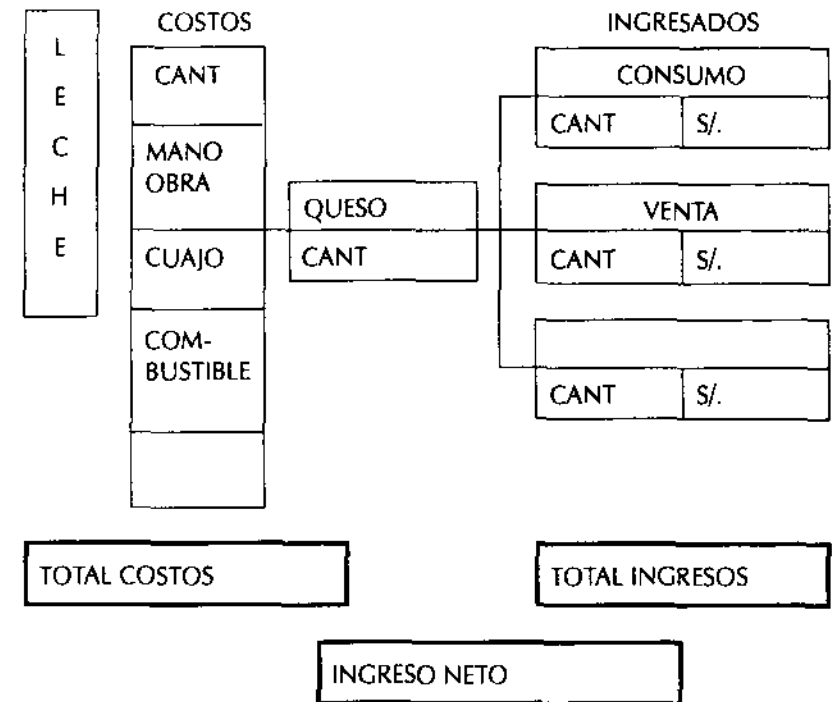 L
E
C
H
E
COSTOS
CANT
MANO
OBRA
CUAJO
COM-
BUSTIBLE
QUESO
CANT
INGRESADOS
CONSUMO
CANT S/.
VENTA
CANT S/.
CANT S/.
TOTAL COSTOS
TOTAL INGRESOS
INGRESO NETO